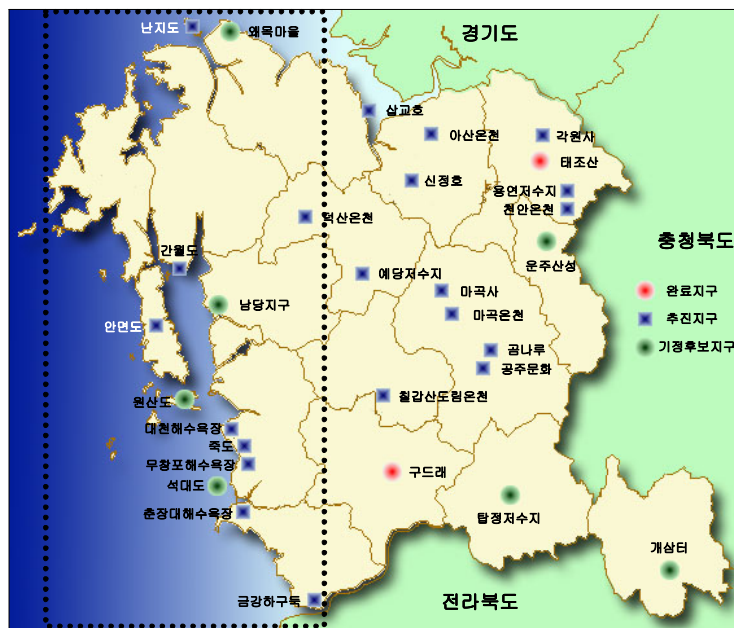 난지도
왜목마을
경기도
삽교호
아산온천
각원사
태조산
신정호
용연저수지
천안온천
덕산온천
충청북도
운주산성
간월도
예당저수지
마곡사
완료지구
남당지구
마곡온천
추진지구
안면도
곰나루
기정후보지구
공주문화
원산도
칠갑산도림온천
대천해수욕장
죽도
무창포해수욕장
구드래
석대도
탑정저수지
춘장대해수욕장
개삼터
금강하구둑
전라북도